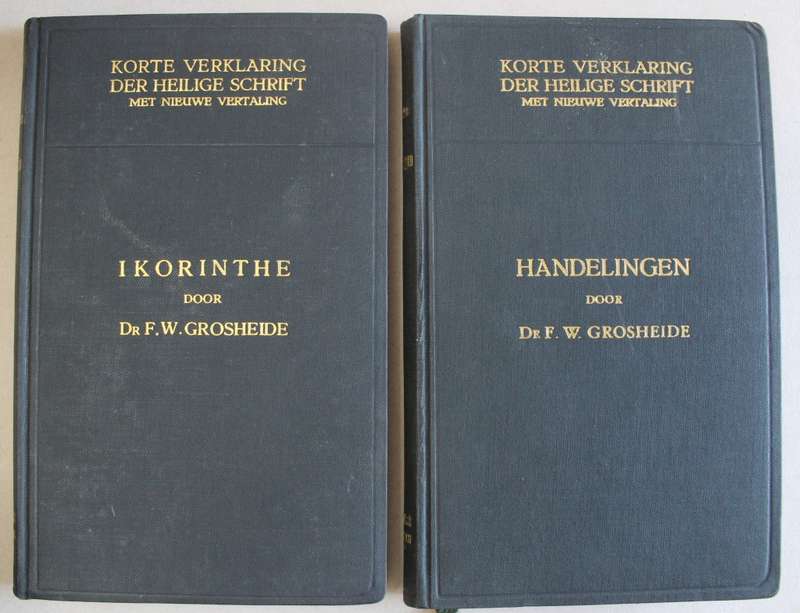 KORTE VERKLARING
DER HEILIGE SCHRIFT
MET NIEUWE VERTALING
I KORINTHE
DOOR
DR F. W. GROSHEIDE
KORTE VERKLARING
DER HEILIGE SCHRIFT
MET NIEUWE VERTALING
HANDELINGEN
DOOR
DR. F. W. GROSHEIDE